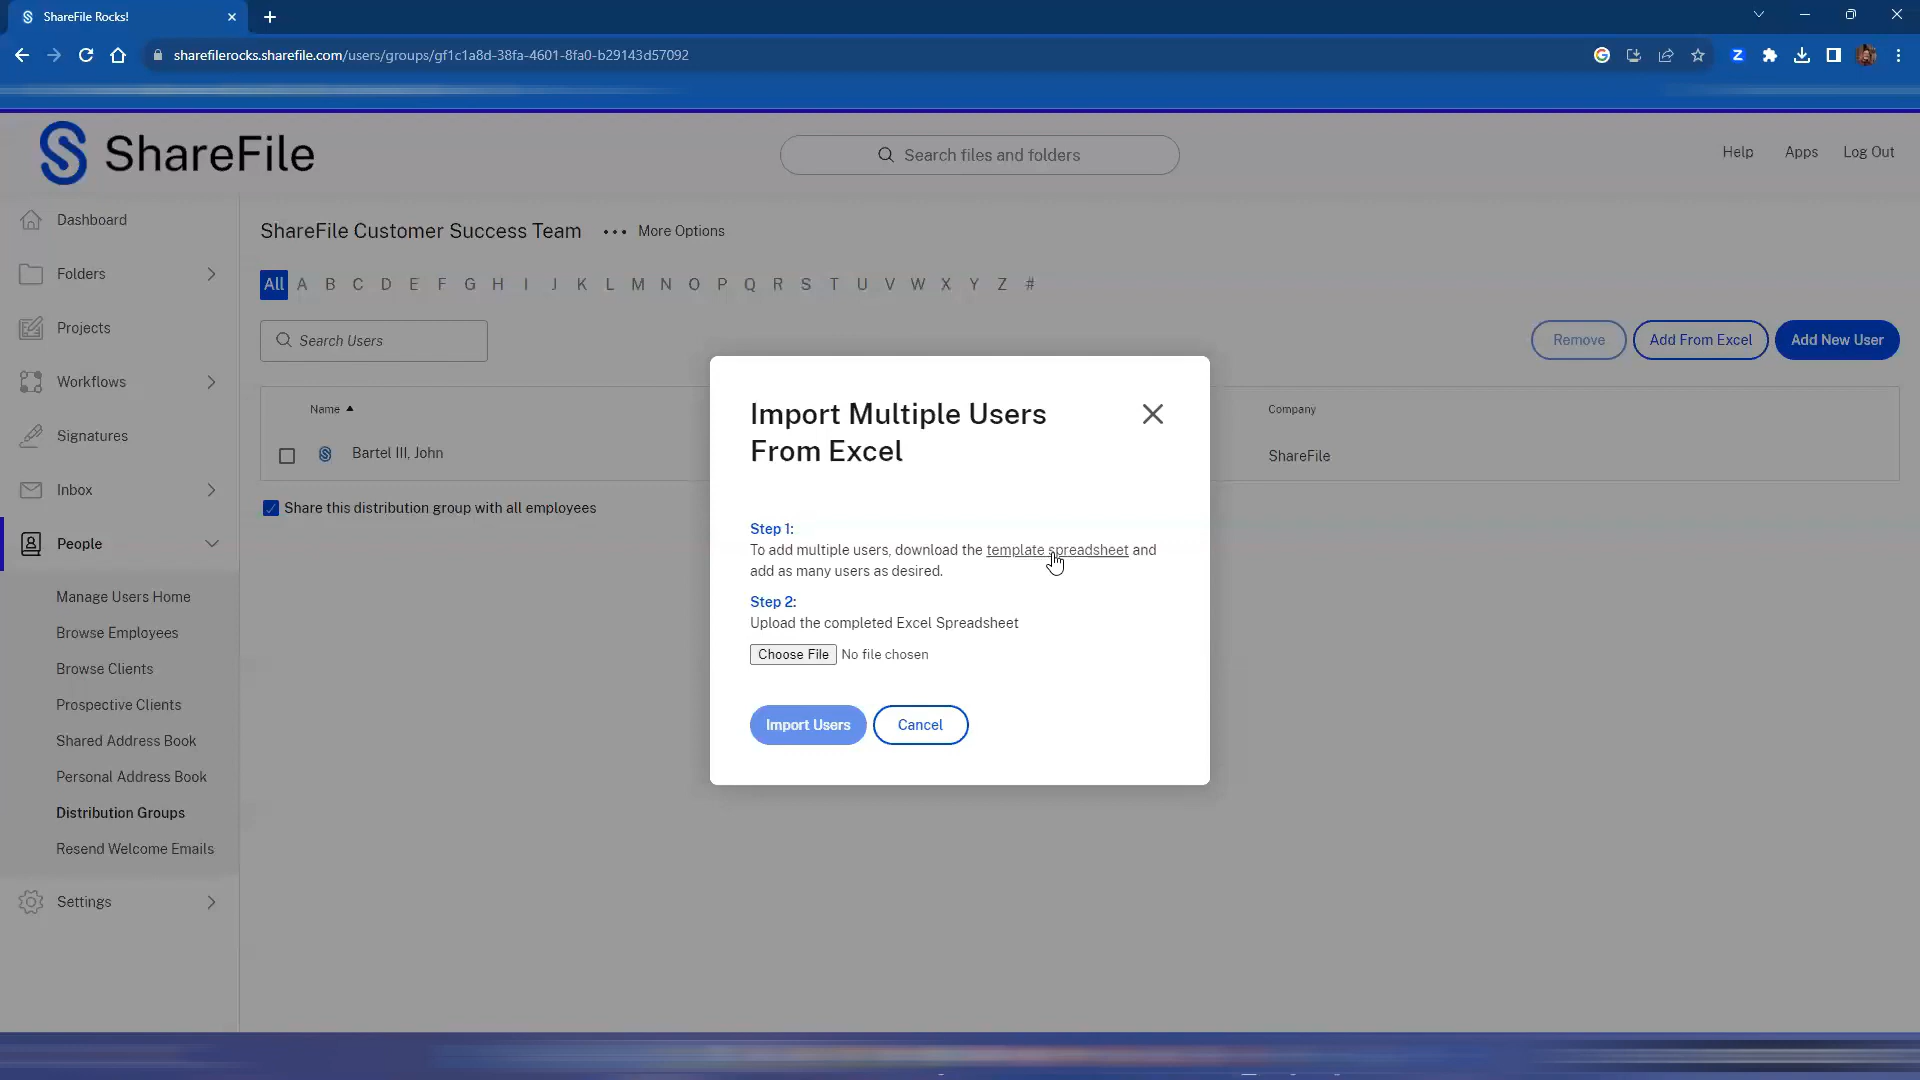 ShareFile Rocks!
sharefilerocks.sharefile.com/users/groups/gf1c1a8d-38fa-4601-8fa0-b29143d57092
ShareFile
Search files and folders
Help Apps Log Out
Dashboard
Folders
Projects
Workflows
Signatures
Inbox
People
Manage Users Home
Browse Employees
Browse Clients
Prospective Clients
Shared Address Book
Personal Address Book
Distribution Groups
Resend Welcome Emails
Settings
ShareFile Customer Success Team ••• More Options
All A B C D E F G H I J K L M N O P Q R S T U V W X Y Z #
Search Users
Remove Add From Excel Add New User
Name Company
Bartel III, John ShareFile
Share this distribution group with all employees
Import Multiple Users
From Excel
Step 1:
To add multiple users, download the template spreadsheet and
add as many users as desired.
Step 2:
Upload the completed Excel Spreadsheet
Choose File No file chosen
Import Users Cancel